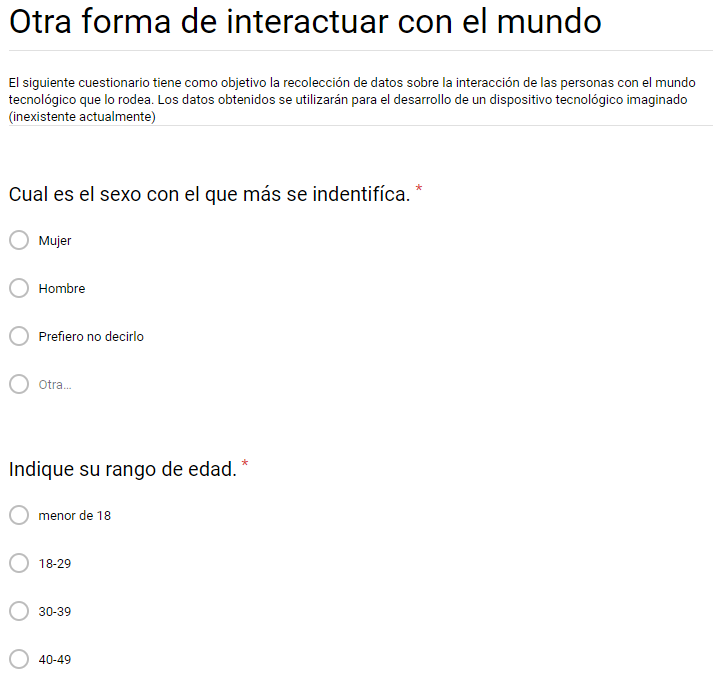 Otra forma de interactuar con el mundo
El siguiente cuestionario tiene como objetivo la recolección de datos sobre la interacción de las personas con el mundo
tecnológico que lo rodea. Los datos obtenidos se utilizarán para el desarrollo de un dispositivo tecnológico imaginado
(inexistente actualmente)
Cual es el sexo con el que más se indentifíca. *
Mujer
Hombre
Prefiero no decirlo
Otra...
Indique su rango de edad. *
menor de 18
18-29
30-39
40-49